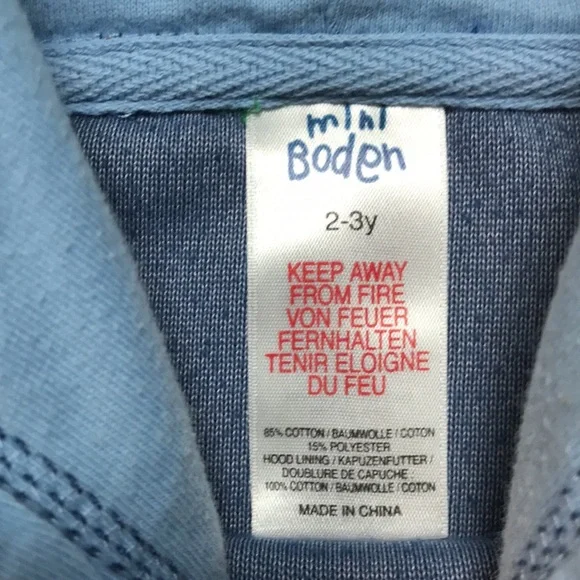 mini
Boden
2-3y
KEEP AWAY
FROM FIRE
VON FEUER
FERNHALTEN
TENIR ELOIGNE
DU FEU
85% COTTON / BAUMWOLLE / COTON
15% POLYESTER
HOOD LINING / KAPUZENFUTTER /
DOUBLURE DE CAPUCHE
100% COTTON / BAUMWOLLE / COTON
MADE IN CHINA